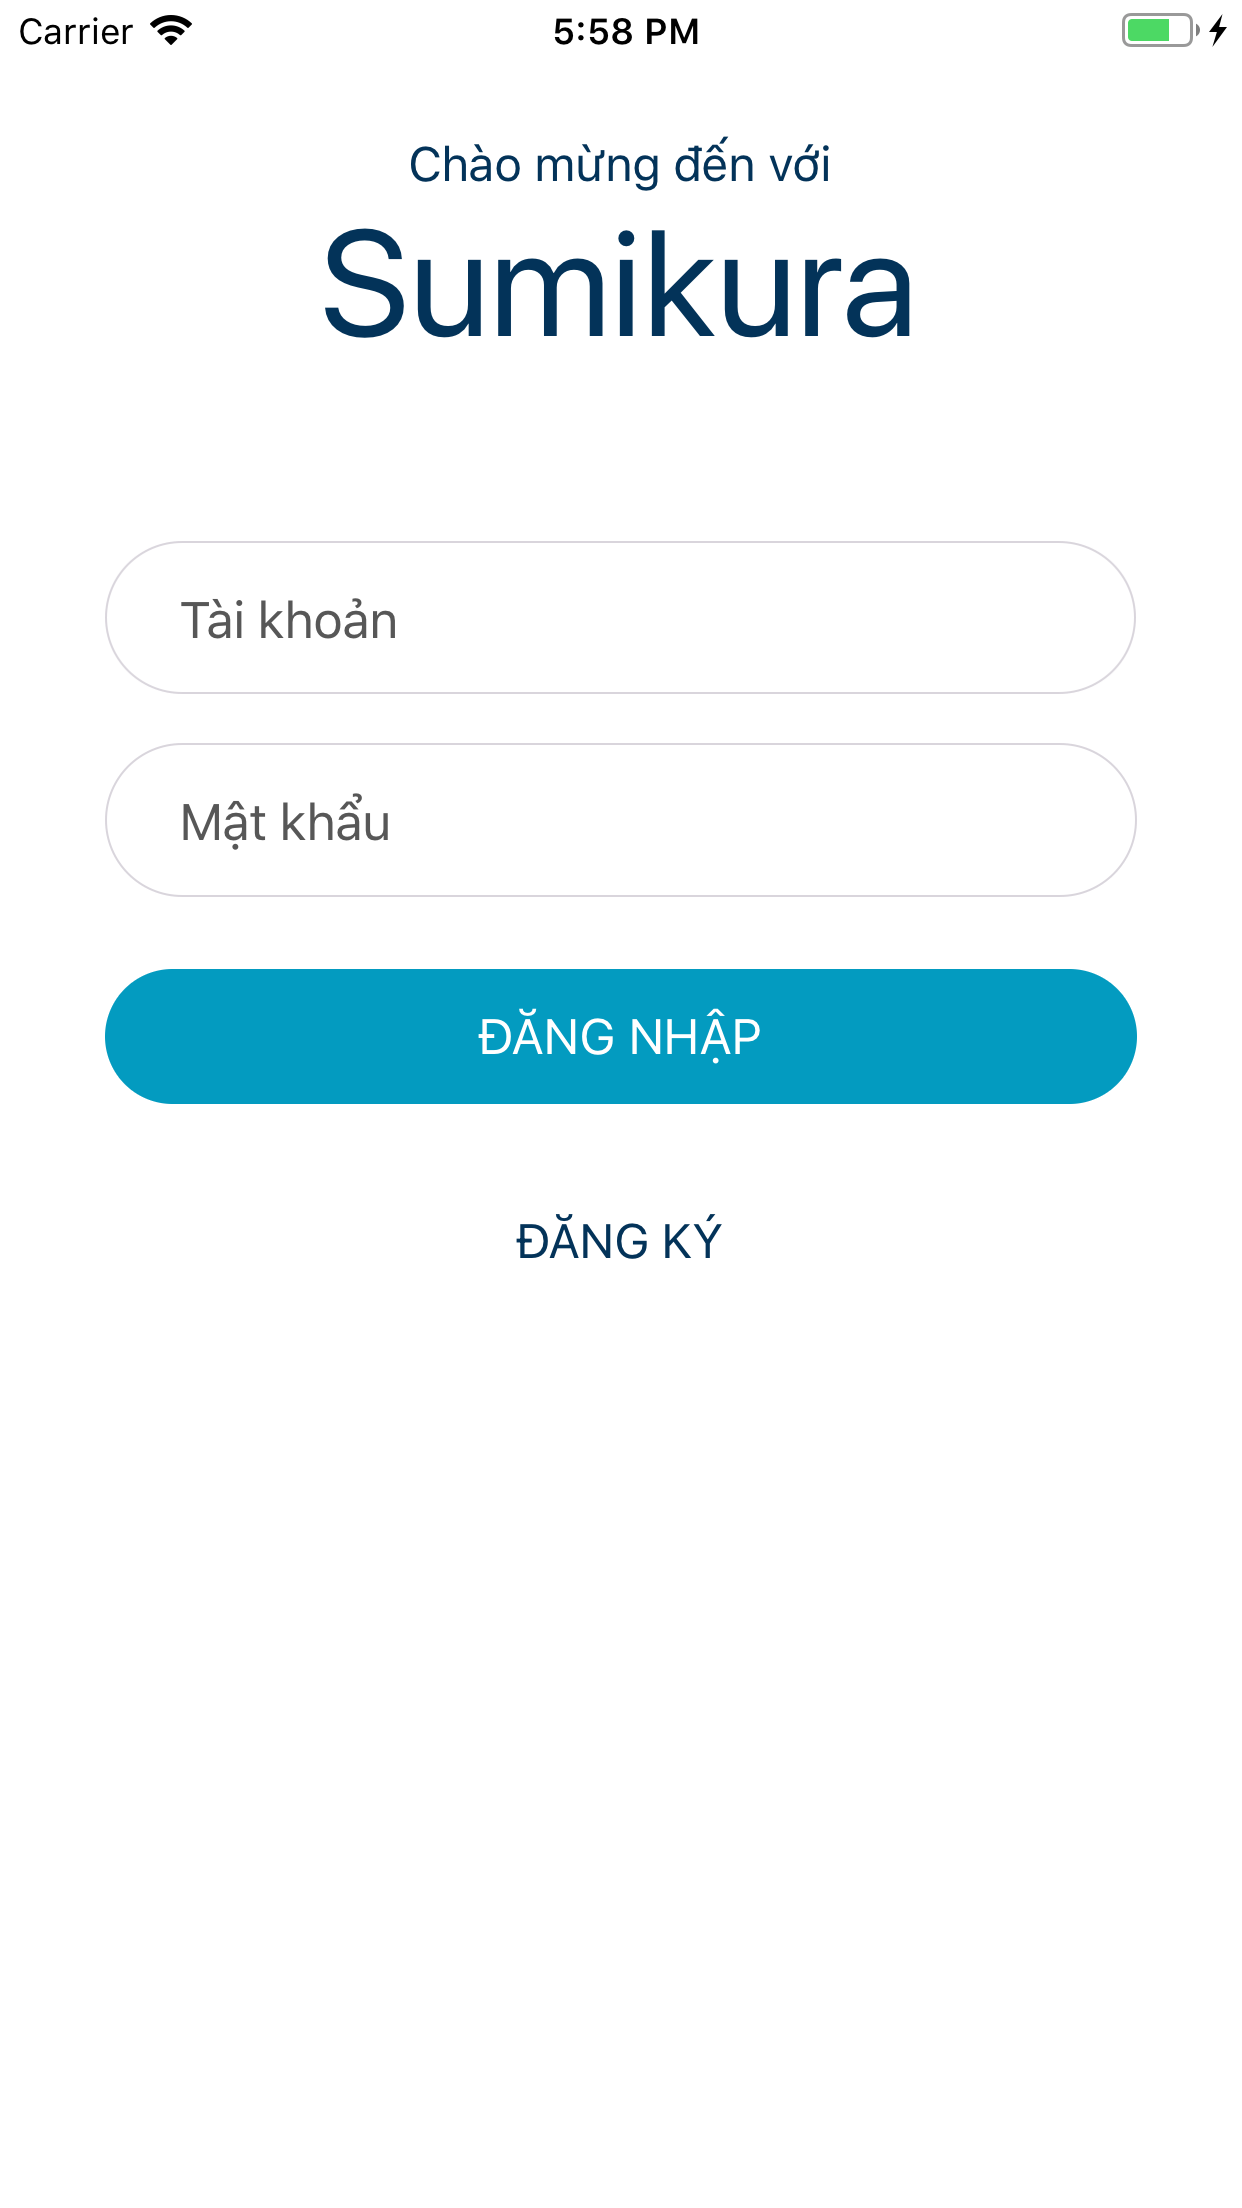 Carrier 5:58 PM
Chào mừng đến với
Sumikura
Tài khoản
Mật khẩu
ĐĂNG NHẬP
ĐĂNG KÝ